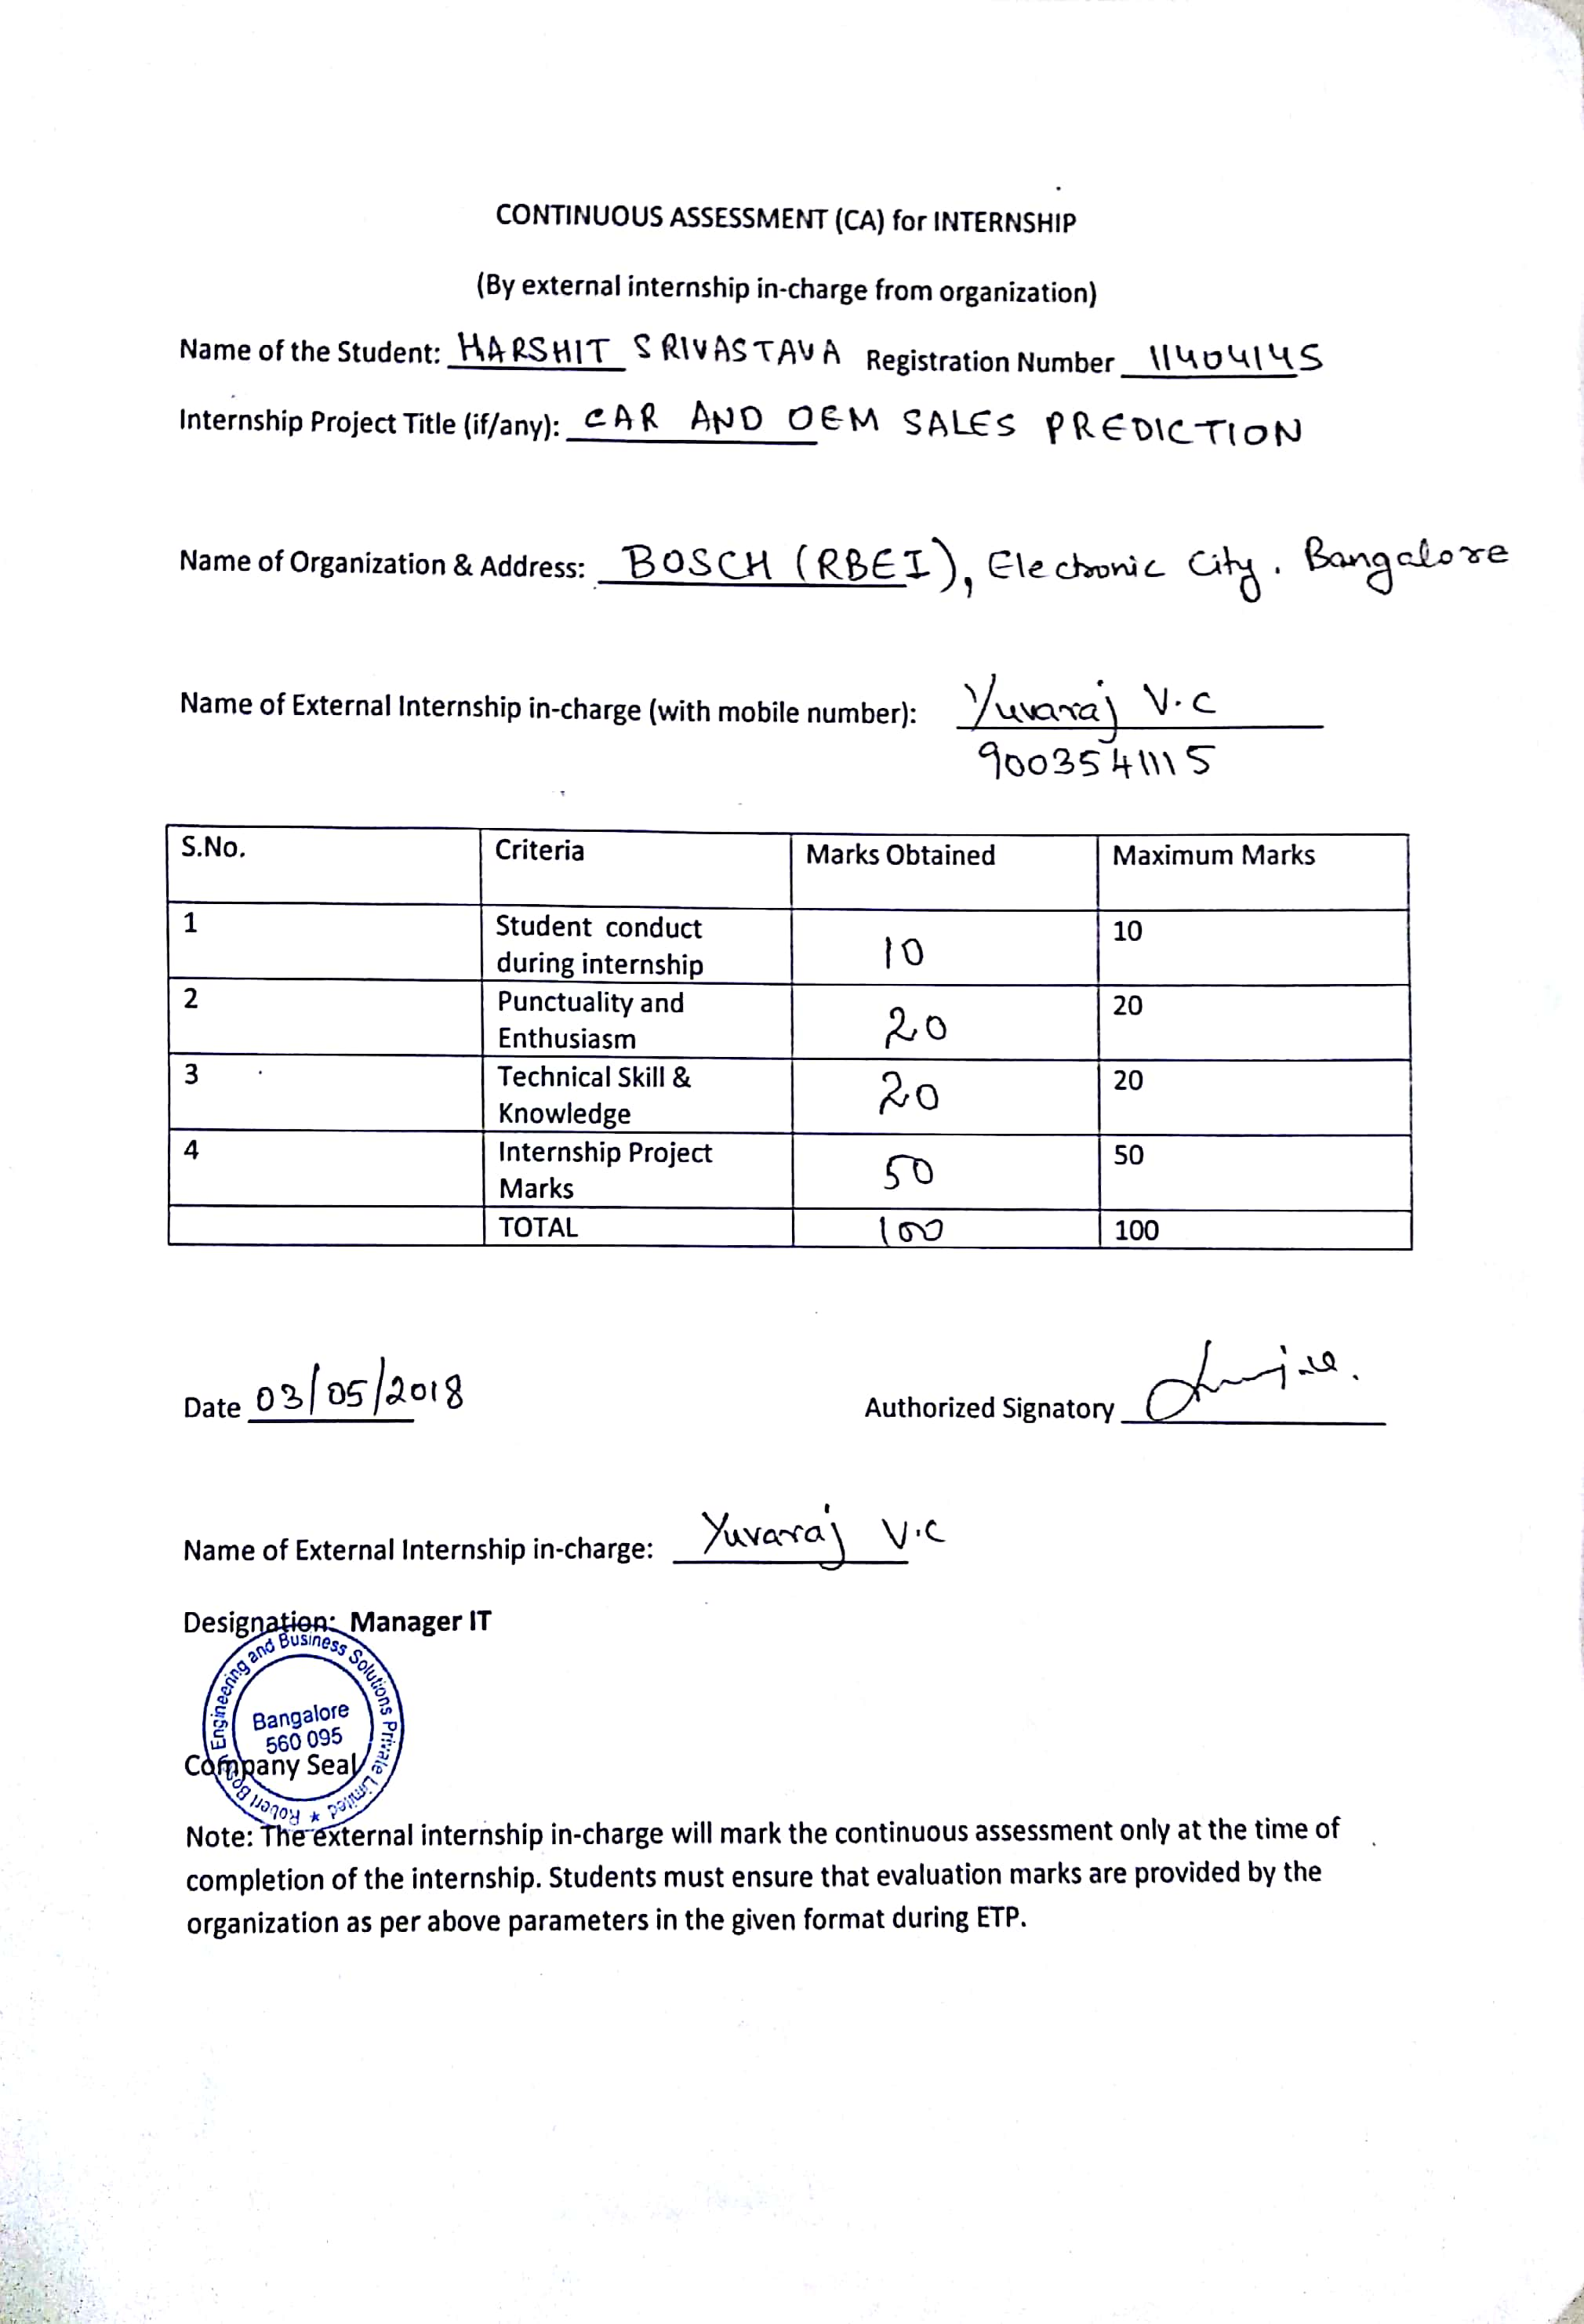 CONTINUOUS ASSESSMENT (CA) for INTERNSHIP
(By external internship in-charge from organization)
Name of the Student: HARSHIT SRIVASTAVA Registration Number 11404145
Internship Project Title (if/any): CAR AND OEM SALES PREDICTION
Name of Organization & Address: BOSCH (RBEI), Electronic City. Bangalore
Name of External Internship in-charge (with mobile number): Yuvaraj V.C
9003541115
S.No. Criteria Marks Obtained Maximum Marks
1 Student conduct during internship 10 10
2 Punctuality and Enthusiasm 20 20
3 Technical Skill & Knowledge 20 20
4 Internship Project Marks 50 50
TOTAL 100 100
Date 03/05/2018 Authorized Signatory
Name of External Internship in-charge: Yuvaraj V.C
Designation: Manager IT
Robert Bosch Engineering and Business Solutions Private Limited ★
Bangalore
560 095
Company Seal
Note: The external internship in-charge will mark the continuous assessment only at the time of
completion of the internship. Students must ensure that evaluation marks are provided by the
organization as per above parameters in the given format during ETP.